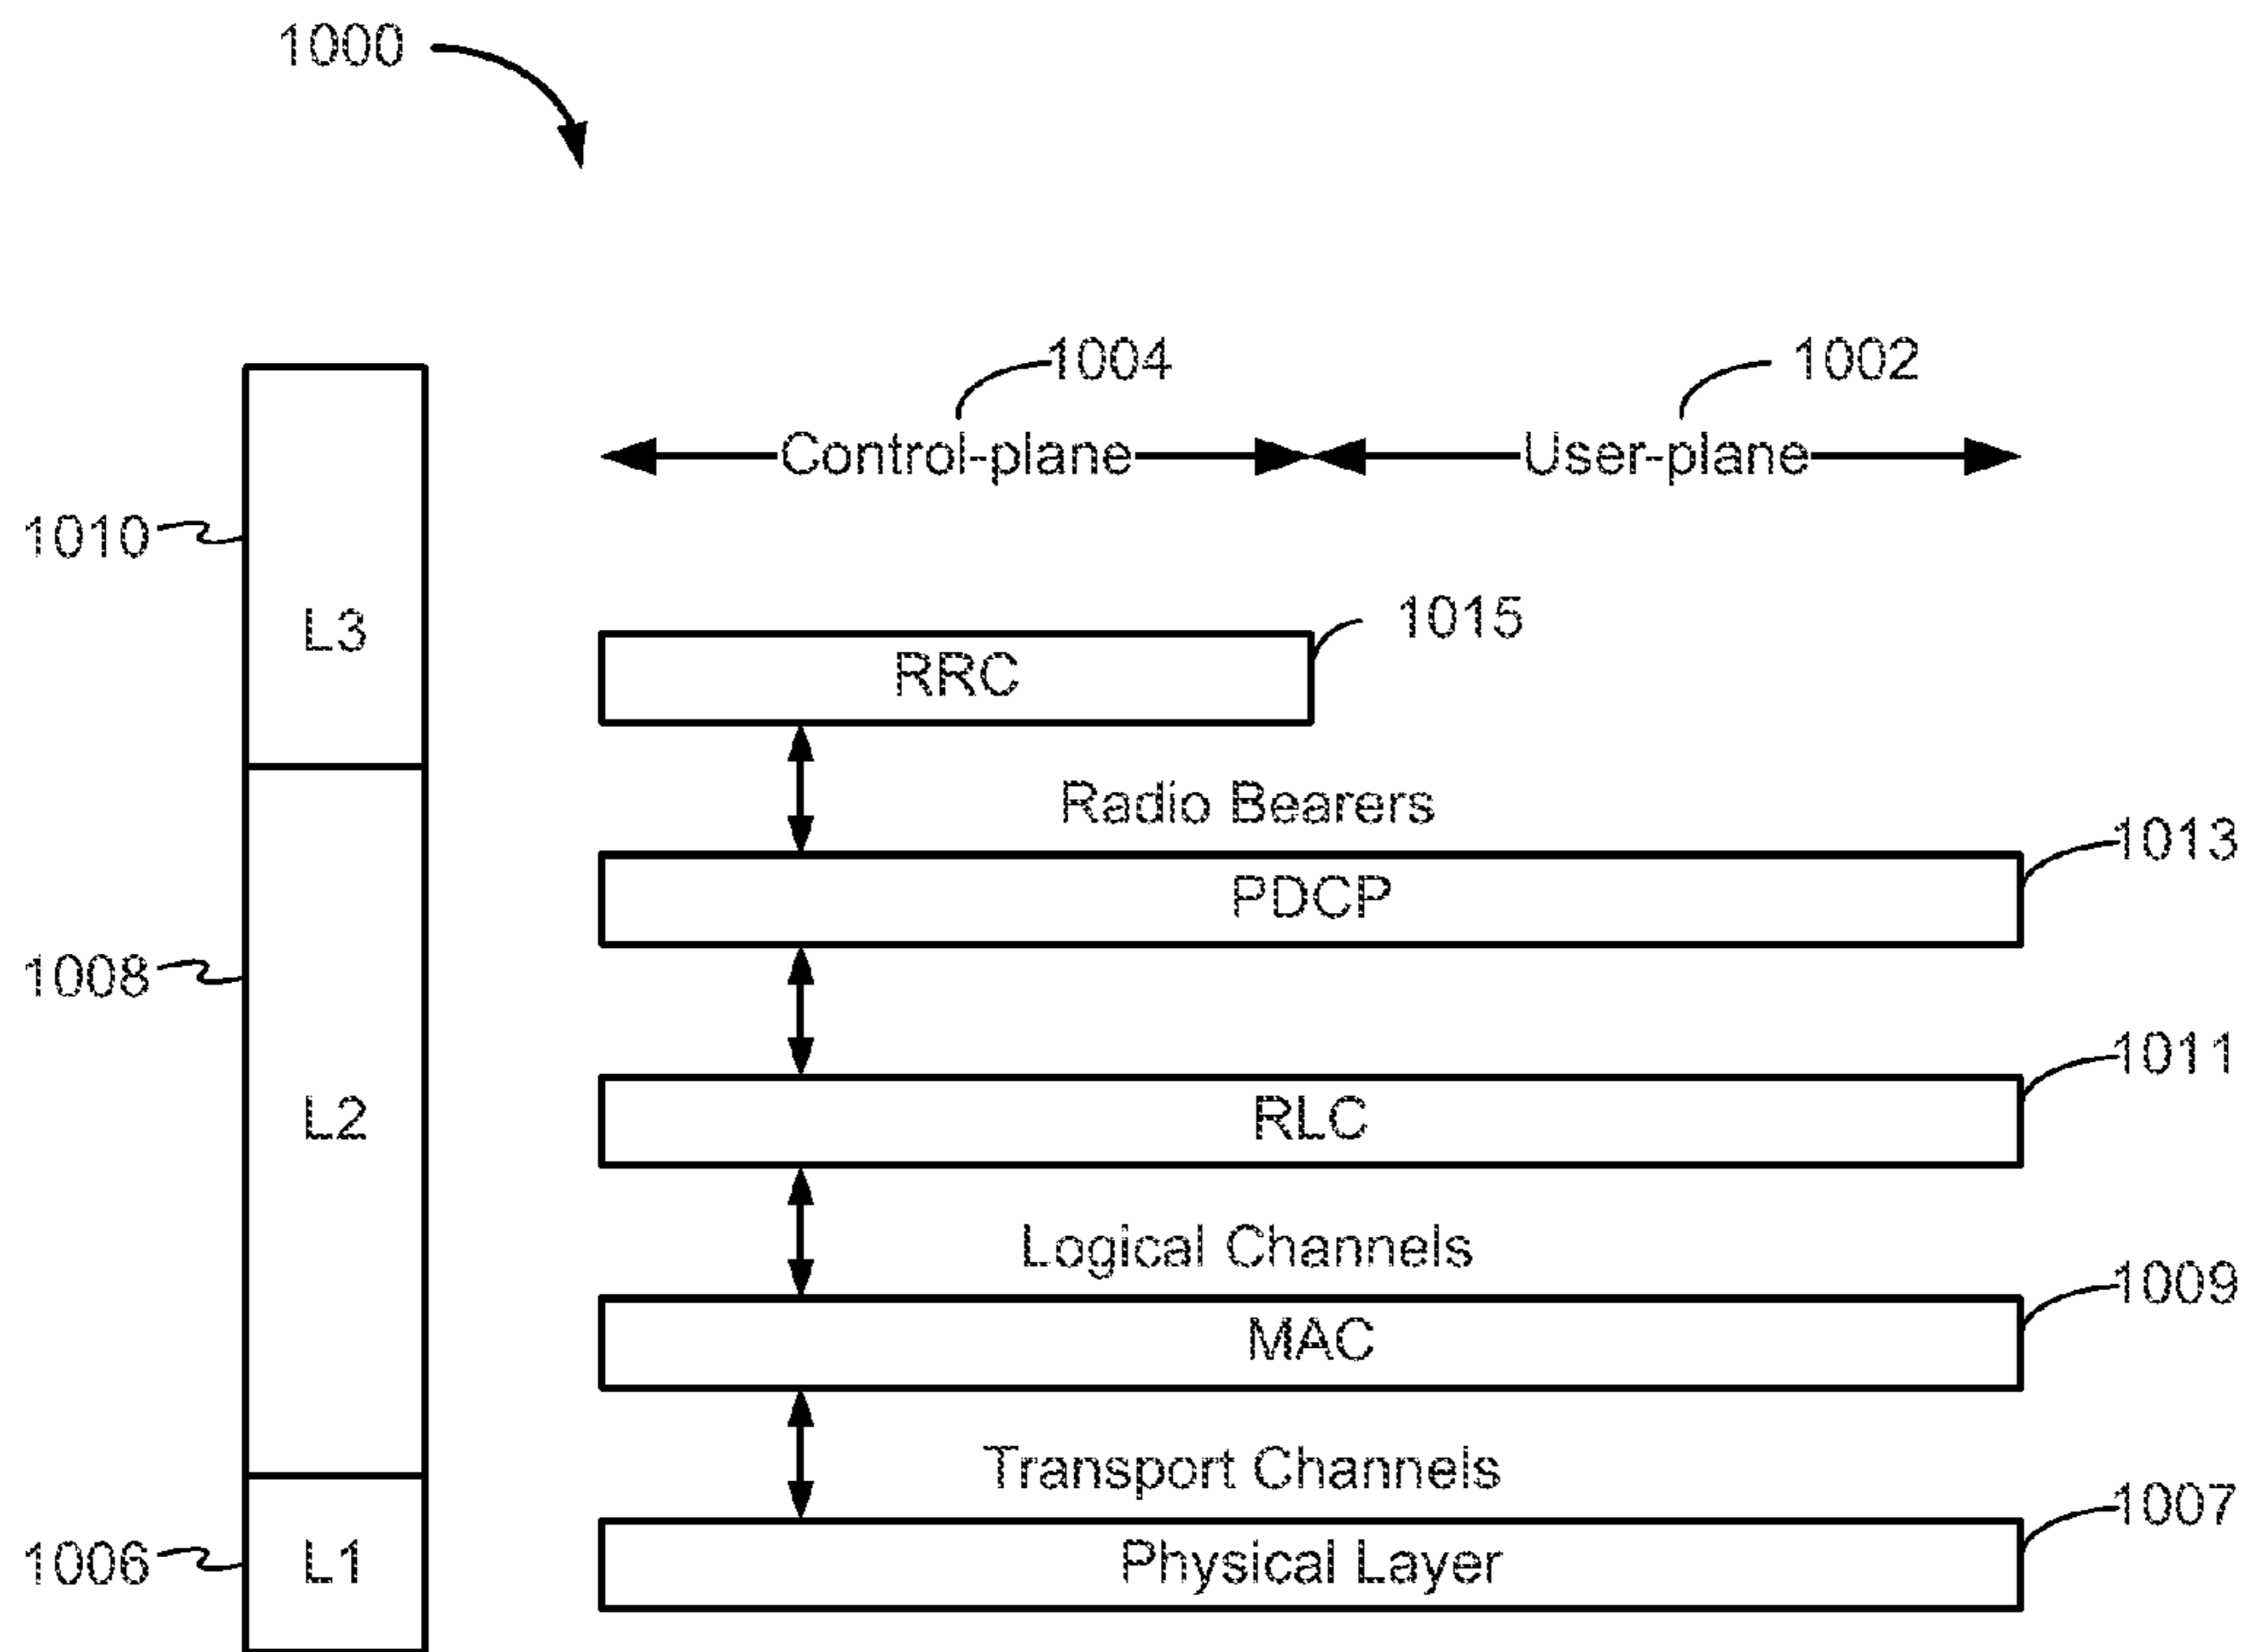 1000
1004
1002
Control-plane
User-plane
1010
L3
1015
RRC
Radio Bearers
1013
PDCP
1008
L2
1011
RLC
Logical Channels
1009
MAC
Transport Channels
1007
1006
L1
Physical Layer